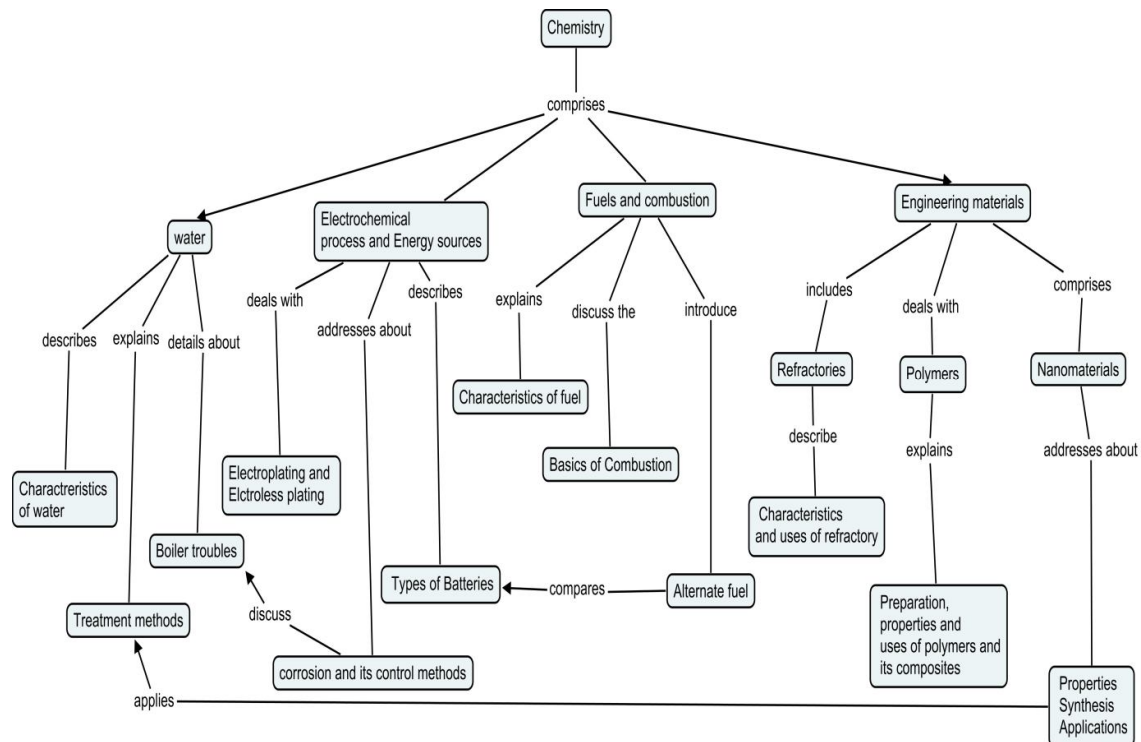 Chemistry
comprises
water
Electrochemical
process and Energy sources
Fuels and combustion
Engineering materials
describes
explains
details about
deals with
addresses about
describes
explains
discuss the
introduce
includes
deals with
comprises
Refractories
Polymers
Nanomaterials
Characteristics of fuel
describe
explains
addresses about
Charactreristics
of water
Electroplating and
Elctroless plating
Basics of Combustion
Characteristics
and uses of refractory
Boiler troubles
Types of Batteries
compares
Alternate fuel
Treatment methods
discuss
Preparation,
properties and
uses of polymers and
its composites
corrosion and its control methods
applies
Properties
Synthesis
Applications